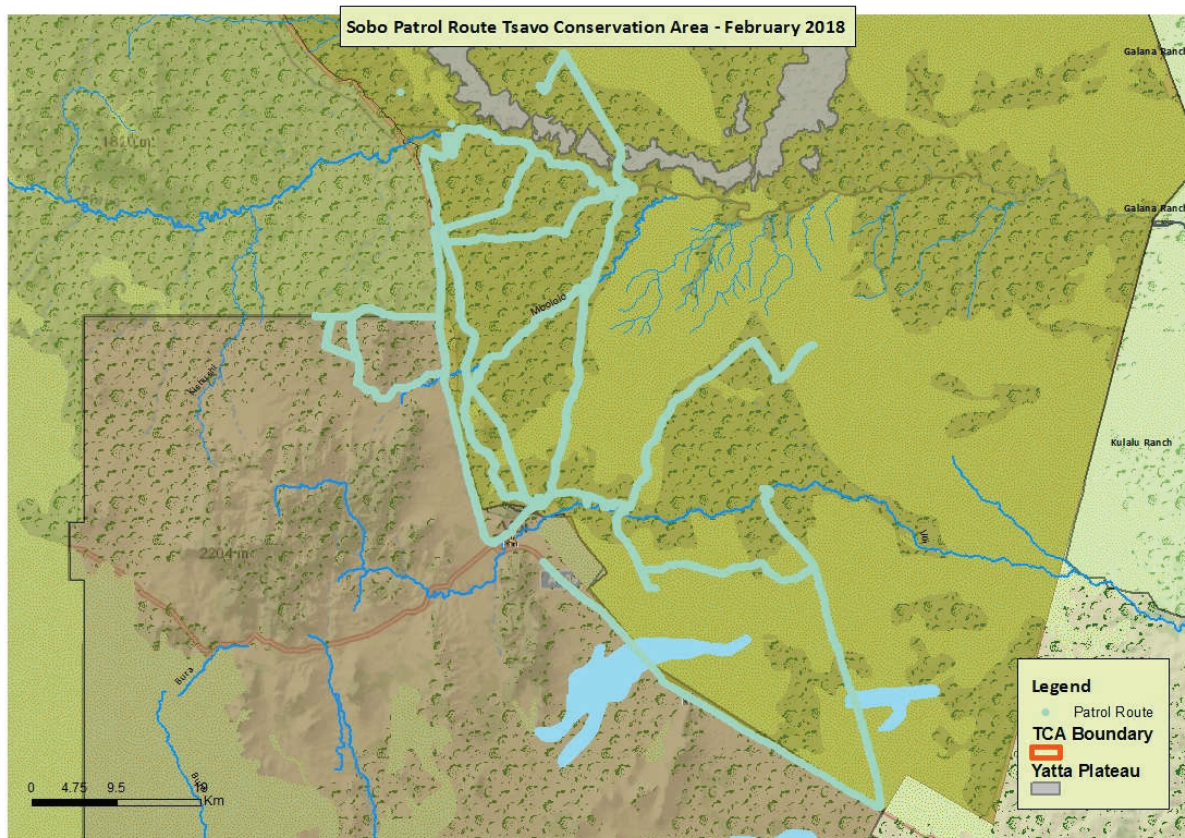 Sobo Patrol Route Tsavo Conservation Area - February 2018
Galana Ranch
1820 m
Galana Ranch
Mbololo
Kulalu Ranch
2204 m
Voi
Bura
Legend
Patrol Route
TCA Boundary
Yatta Plateau
0 4.75 9.5 19
Km